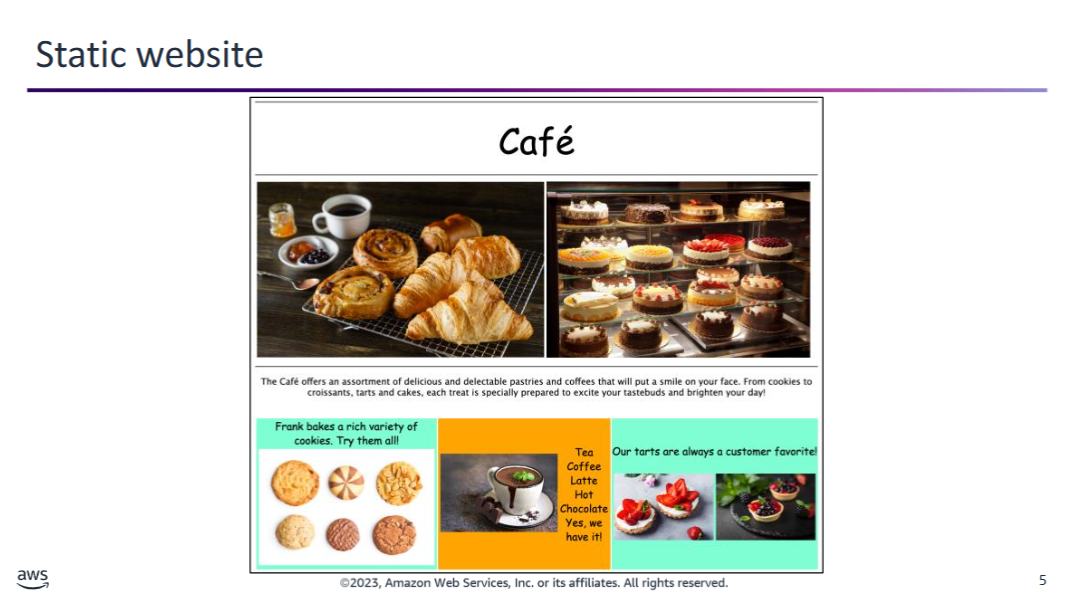 Static website
Café
The Café offers an assortment of delicious and delectable pastries and coffees that will put a smile on your face. From cookies to
croissants, tarts and cakes, each treat is specially prepared to excite your tastebuds and brighten your day!
Frank bakes a rich variety of
cookies. Try them all!
Tea
Coffee
Latte
Hot
Chocolate
Yes, we
have it!
Our tarts are always a customer favorite!
aws
©2023, Amazon Web Services, Inc. or its affiliates. All rights reserved.
5